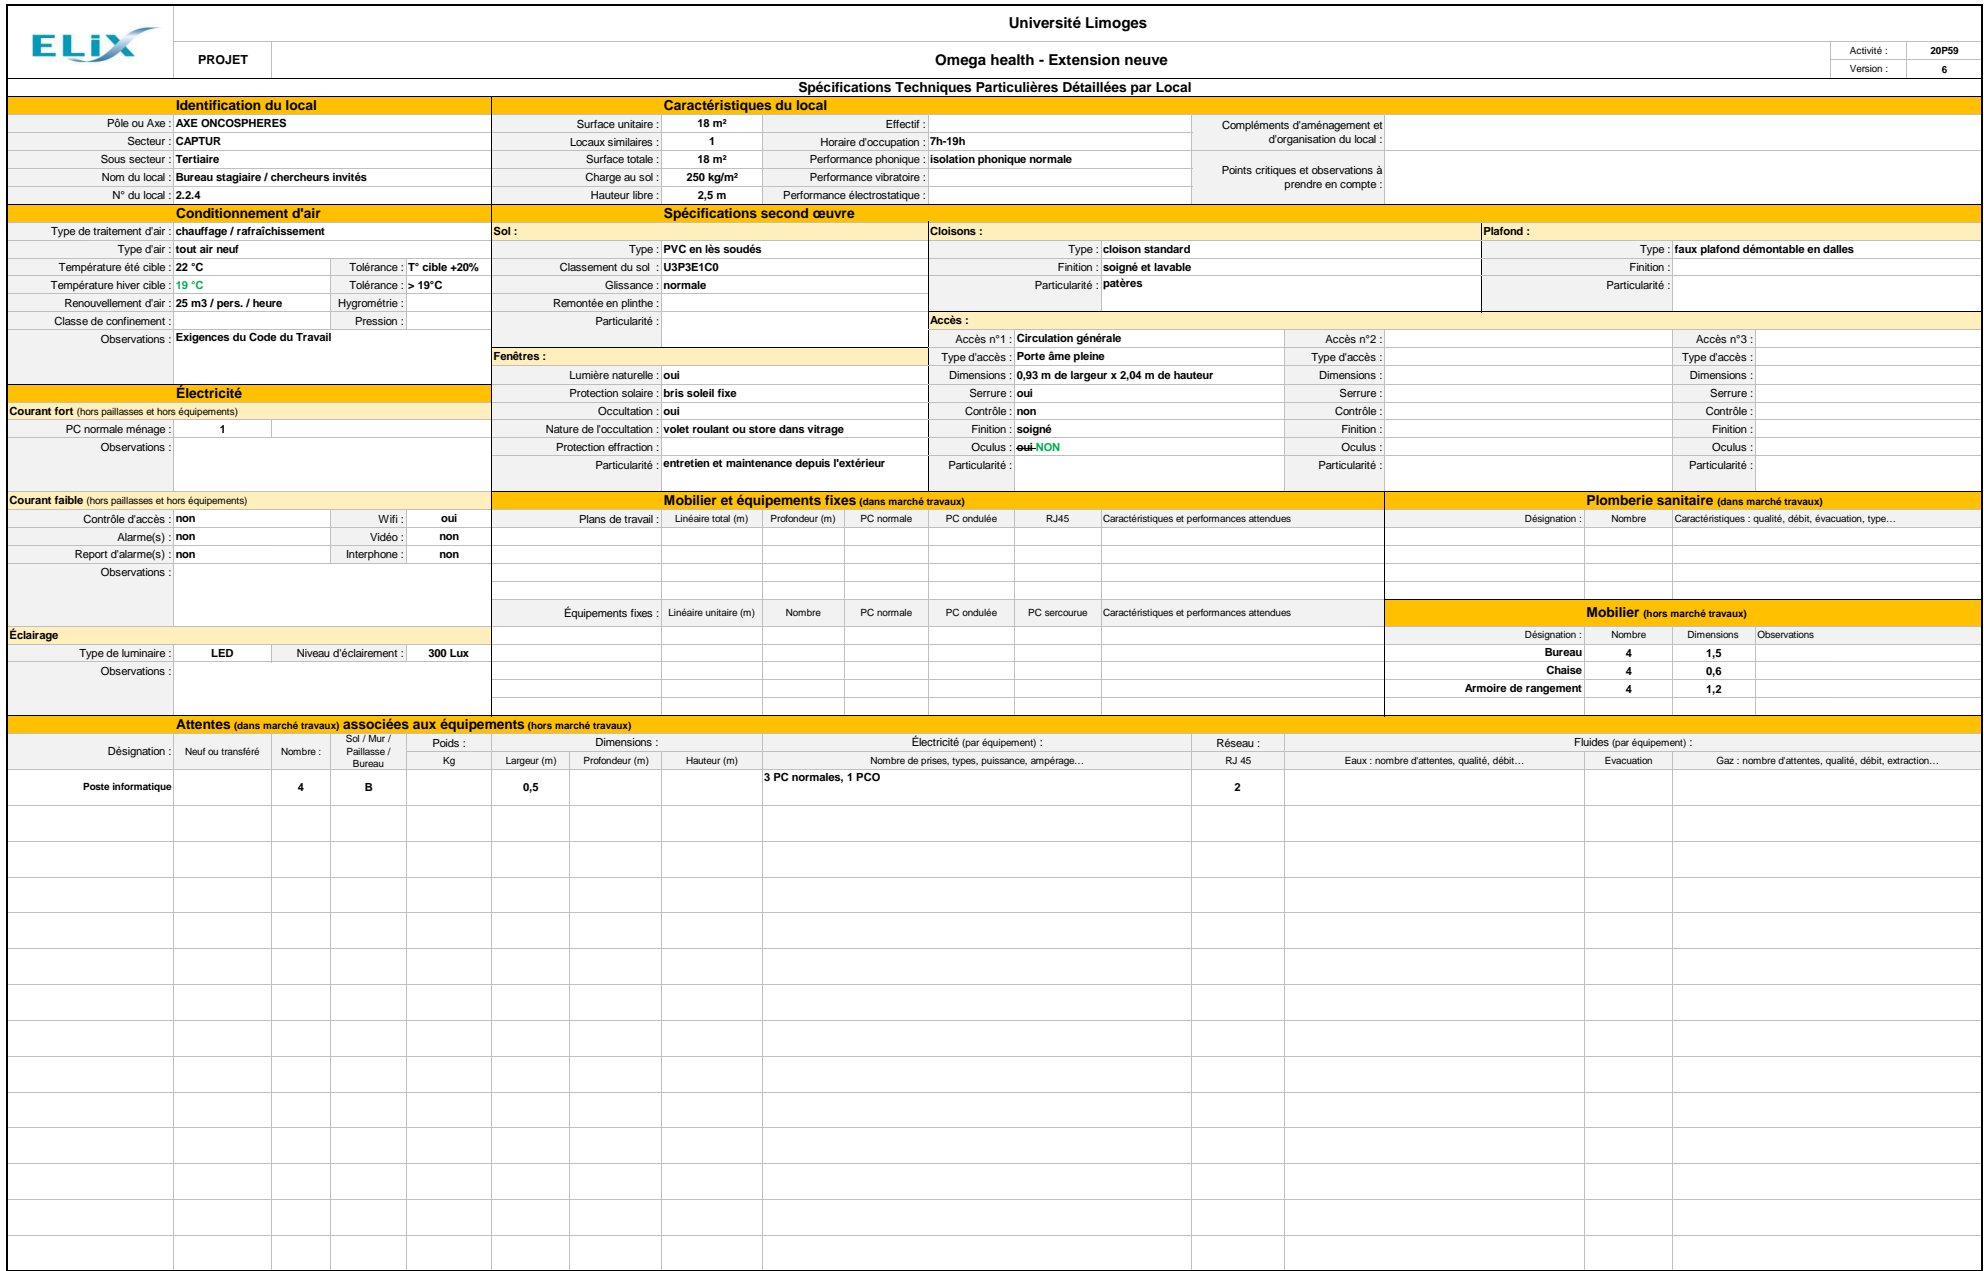 ELiX
Université Limoges
PROJET
Omega health - Extension neuve
Activité : 20P59
Version : 6
Spécifications Techniques Particulières Détaillées par Local
Identification du local
Pôle ou Axe : AXE ONCOSPHERES
Secteur : CAPTUR
Sous secteur : Tertiaire
Nom du local : Bureau stagiaire / chercheurs invités
N° du local : 2.2.4
Caractéristiques du local
Surface unitaire : 18 m² Effectif :
Locaux similaires : 1 Horaire d'occupation : 7h-19h
Surface totale : 18 m² Performance phonique : isolation phonique normale
Charge au sol : 250 kg/m² Performance vibratoire :
Hauteur libre : 2,5 m Performance électrostatique :
Compléments d'aménagement et
d'organisation du local :
Points critiques et observations à
prendre en compte :
Conditionnement d'air
Type de traitement d'air : chauffage / rafraîchissement
Type d'air : tout air neuf
Température été cible : 22 °C Tolérance : T° cible +20%
Température hiver cible : 19 °C Tolérance : > 19°C
Renouvellement d'air : 25 m3 / pers. / heure Hygrométrie :
Classe de confinement : Pression :
Observations : Exigences du Code du Travail
Spécifications second œuvre
Sol :
Type : PVC en lès soudés
Classement du sol : U3P3E1C0
Glissance : normale
Remontée en plinthe :
Particularité :
Cloisons :
Type : cloison standard
Finition : soigné et lavable
Particularité : patères
Plafond :
Type : faux plafond démontable en dalles
Finition :
Particularité :
Fenêtres :
Lumière naturelle : oui
Protection solaire : bris soleil fixe
Occultation : oui
Nature de l'occultation : volet roulant ou store dans vitrage
Protection effraction :
Particularité : entretien et maintenance depuis l'extérieur
Accès :
Accès n°1 : Circulation générale Accès n°2 : Accès n°3 :
Type d'accès : Porte âme pleine Type d'accès : Type d'accès :
Dimensions : 0,93 m de largeur x 2,04 m de hauteur Dimensions : Dimensions :
Serrure : oui Serrure : Serrure :
Contrôle : non Contrôle : Contrôle :
Finition : soigné Finition : Finition :
Oculus : oui NON Oculus : Oculus :
Particularité : Particularité : Particularité :
Électricité
Courant fort (hors paillasses et hors équipements)
PC normale ménage : 1
Observations :
Courant faible (hors paillasses et hors équipements)
Contrôle d'accès : non Wifi : oui
Alarme(s) : non Vidéo : non
Report d'alarme(s) : non Interphone : non
Observations :
Éclairage
Type de luminaire : LED Niveau d'éclairement : 300 Lux
Observations :
Mobilier et équipements fixes (dans marché travaux)
Plans de travail : Linéaire total (m) Profondeur (m) PC normale PC ondulée RJ45 Caractéristiques et performances attendues
Équipements fixes : Linéaire unitaire (m) Nombre PC normale PC ondulée PC sercourue Caractéristiques et performances attendues
Plomberie sanitaire (dans marché travaux)
Désignation : Nombre Caractéristiques : qualité, débit, évacuation, type…
Mobilier (hors marché travaux)
Désignation : Nombre Dimensions Observations
Bureau 4 1,5
Chaise 4 0,6
Armoire de rangement 4 1,2
Attentes (dans marché travaux) associées aux équipements (hors marché travaux)
Désignation : Neuf ou transféré Nombre : Sol / Mur / Paillasse / Bureau Poids : Dimensions : Électricité (par équipement) : Réseau : Fluides (par équipement) :
Kg Largeur (m) Profondeur (m) Hauteur (m) Nombre de prises, types, puissance, ampérage… RJ 45 Eaux : nombre d'attentes, qualité, débit… Evacuation Gaz : nombre d'attentes, qualité, débit, extraction…
Poste informatique 4 B 0,5 3 PC normales, 1 PCO 2